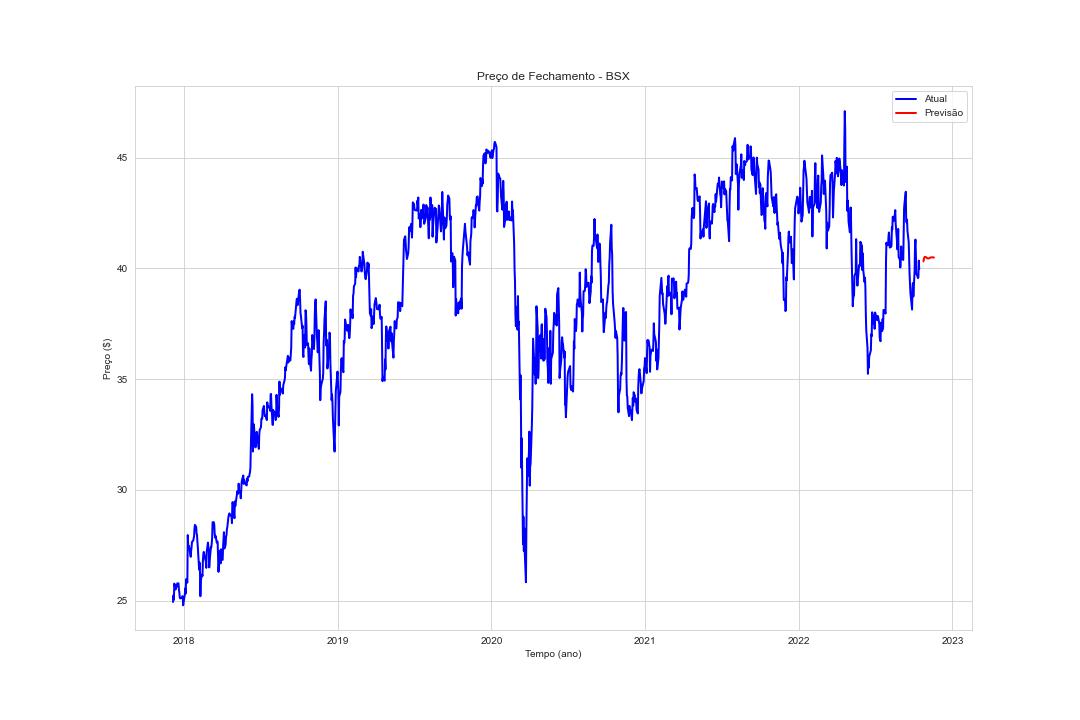 Preço de Fechamento - BSX
Atual
Previsão
45
40
35
30
25
Preço ($)
2018
2019
2020
2021
2022
2023
Tempo (ano)